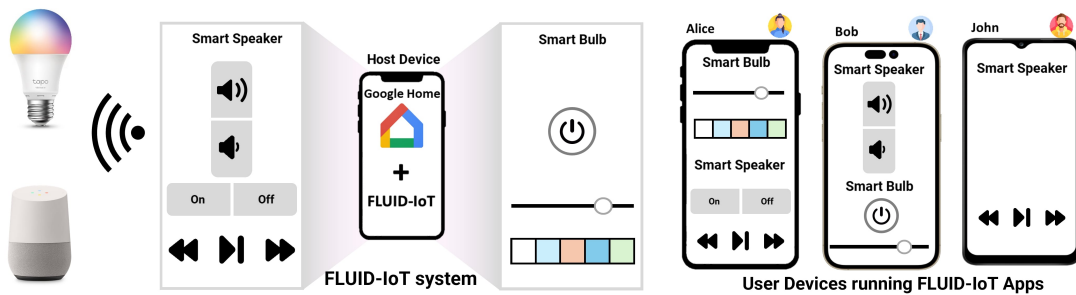 tapo
Smart Speaker
On
Off
Host Device
Google Home
+
FLUID-IoT
FLUID-IoT system
Smart Bulb
Alice
Smart Bulb
Smart Speaker
On
Off
Bob
Smart Speaker
Smart Bulb
John
Smart Speaker
User Devices running FLUID-IoT Apps